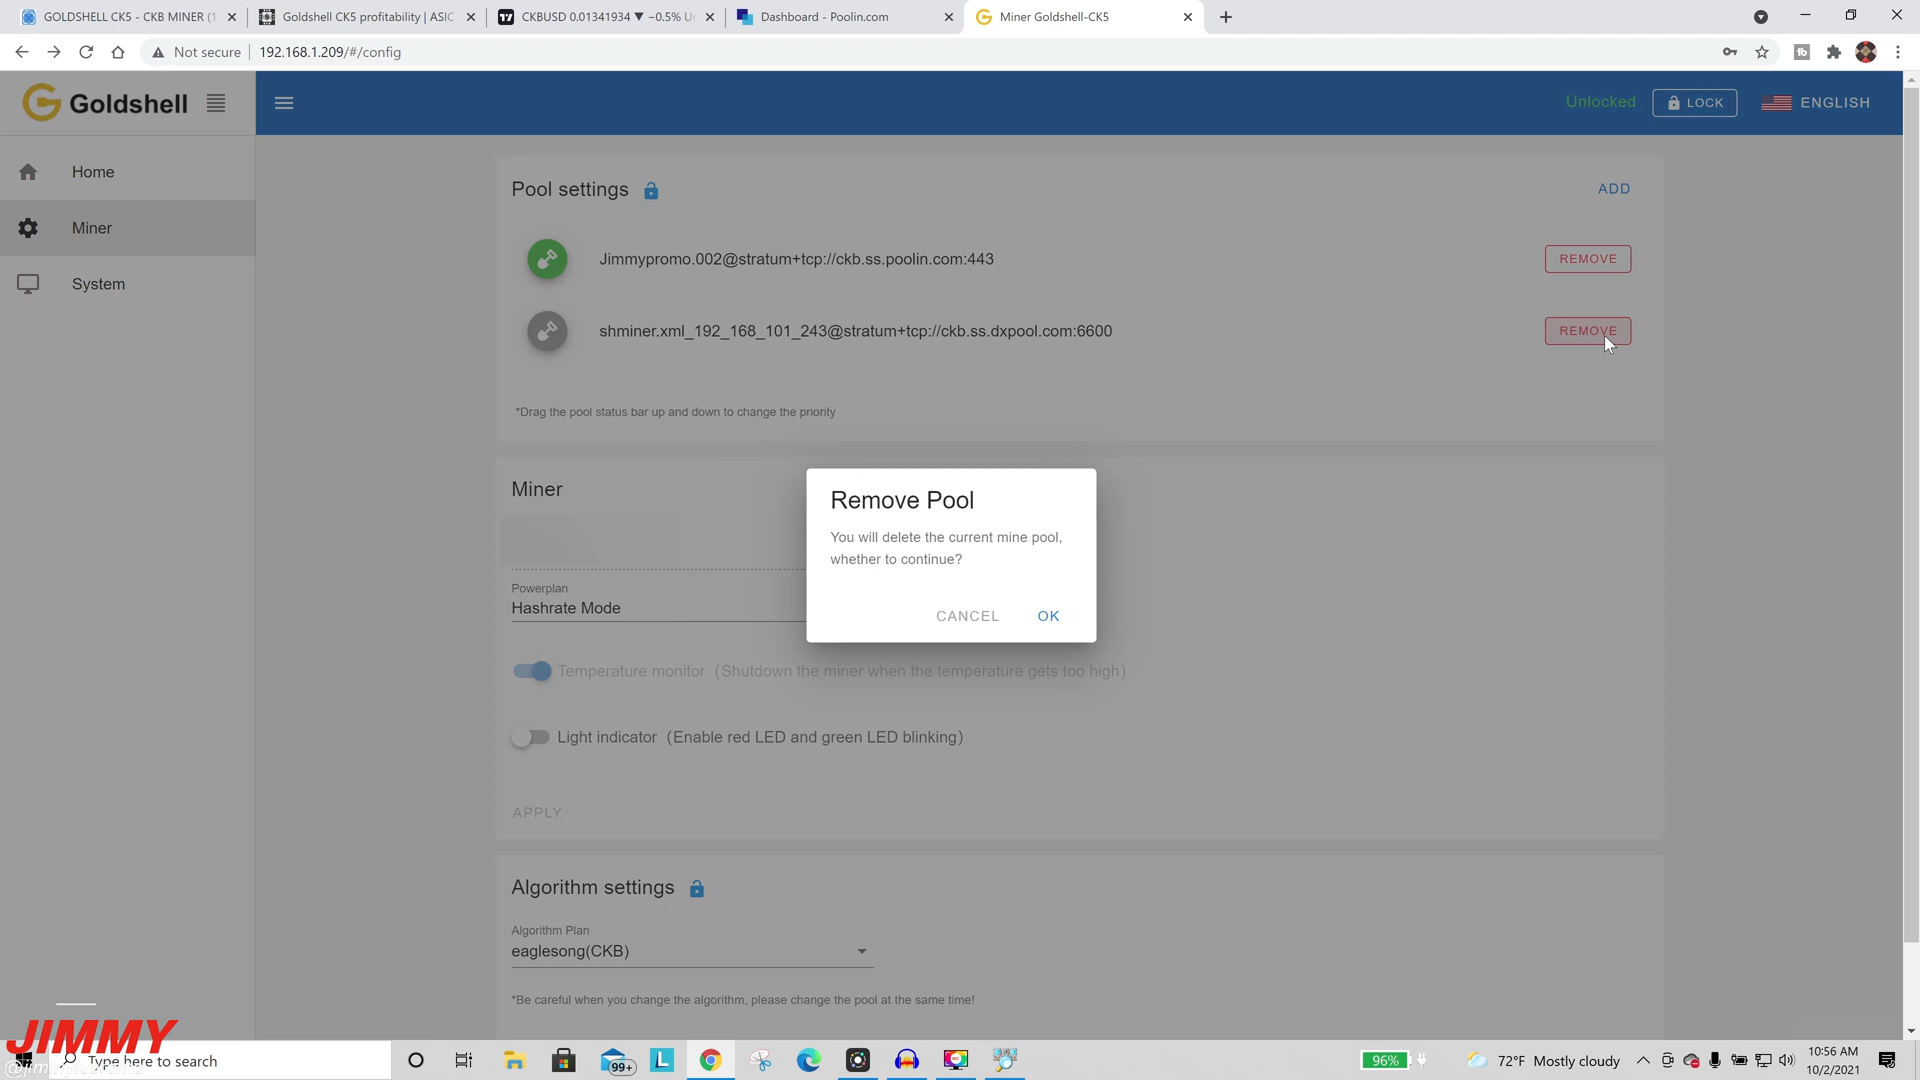 GOLDSHELL CK5 - CKB MINER (1
Goldshell CK5 profitability | ASIC
CKBUSD 0.01341934 ▼ −0.5% Un
Dashboard - Poolin.com
Miner Goldshell-CK5
Not secure
192.168.1.209/#/config
Goldshell
Unlocked
LOCK
ENGLISH
Home
Miner
System
Pool settings
ADD
Jimmypromo.002@stratum+tcp://ckb.ss.poolin.com:443
REMOVE
shminer.xml_192_168_101_243@stratum+tcp://ckb.ss.dxpool.com:6600
REMOVE
*Drag the pool status bar up and down to change the priority
Miner
Remove Pool
You will delete the current mine pool,
whether to continue?
CANCEL
OK
Powerplan
Hashrate Mode
Temperature monitor（Shutdown the miner when the temperature gets too high）
Light indicator（Enable red LED and green LED blinking）
APPLY
Algorithm settings
Algorithm Plan
eaglesong(CKB)
*Be careful when you change the algorithm, please change the pool at the same time!
JIMMY
Type here to search
99+
L
96%
72°F Mostly cloudy
10:56 AM
10/2/2021